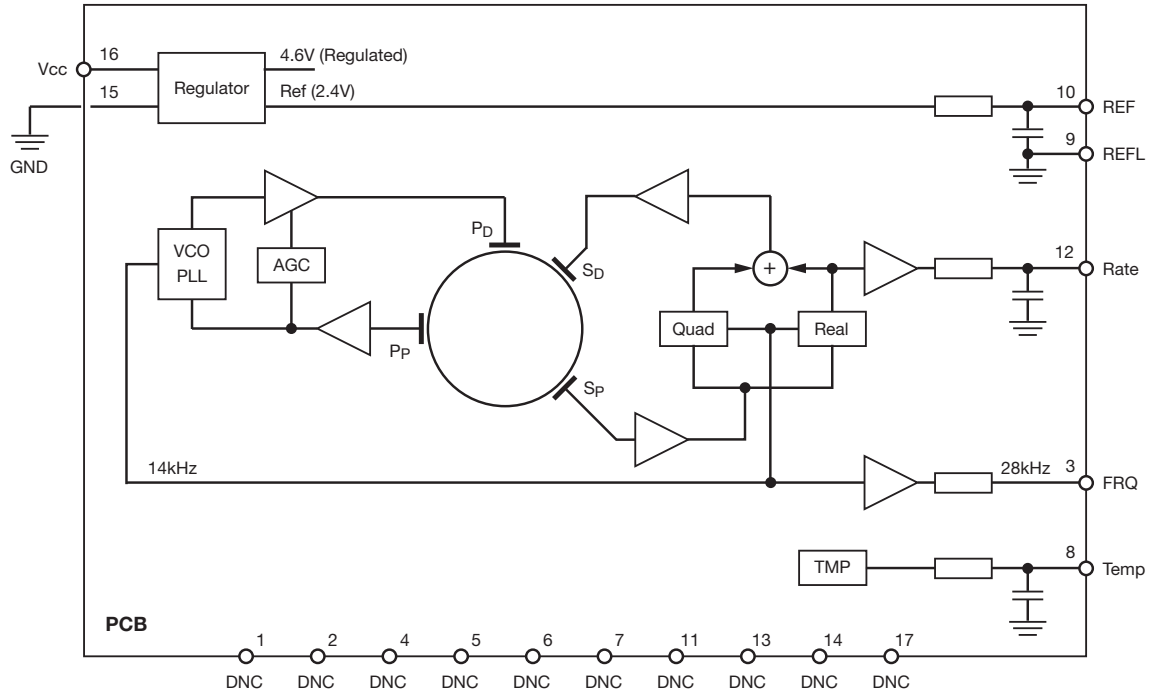 16
4.6V (Regulated)
Vcc
Regulator
15
Ref (2.4V)
10
REF
GND
9
REFL
VCO
PLL
AGC
PD
SD
+
12
Rate
PP
Quad
Real
SP
14kHz
28kHz
3
FRQ
TMP
8
Temp
PCB
1 2 4 5 6 7 11 13 14 17
DNC DNC DNC DNC DNC DNC DNC DNC DNC DNC